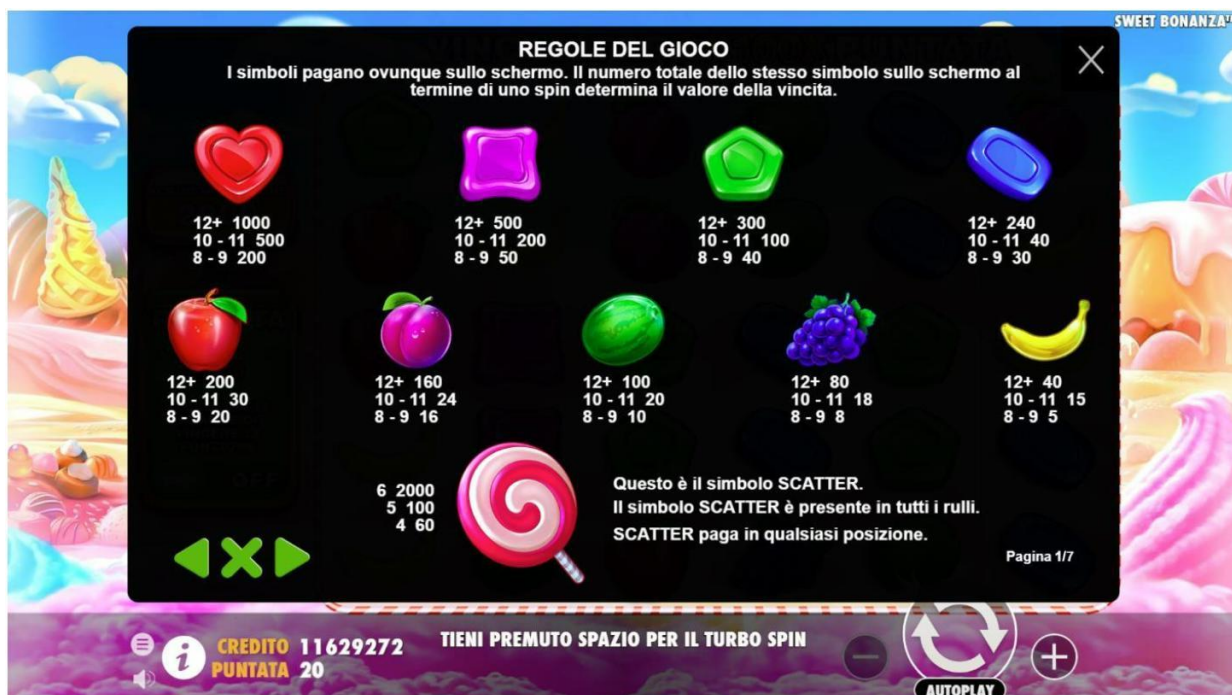 SWEET BONANZA
REGOLE DEL GIOCO
I simboli pagano ovunque sullo schermo. Il numero totale dello stesso simbolo sullo schermo al
termine di uno spin determina il valore della vincita.
12+ 1000
10 - 11 500
8 - 9 200
12+ 500
10 - 11 200
8 - 9 50
12+ 300
10 - 11 100
8 - 9 40
12+ 240
10 - 11 40
8 - 9 30
12+ 200
10 - 11 30
8 - 9 20
12+ 160
10 - 11 24
8 - 9 16
12+ 100
10 - 11 20
8 - 9 10
12+ 80
10 - 11 18
8 - 9 8
12+ 40
10 - 11 15
8 - 9 5
6 2000
5 100
4 60
Questo è il simbolo SCATTER.
Il simbolo SCATTER è presente in tutti i rulli.
SCATTER paga in qualsiasi posizione.
Pagina 1/7
CREDITO 11629272
PUNTATA 20
TIENI PREMUTO SPAZIO PER IL TURBO SPIN
AUTOPLAY